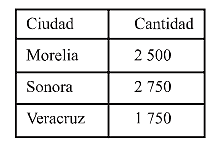 Ciudad Cantidad
Morelia 2 500
Sonora 2 750
Veracruz 1 750